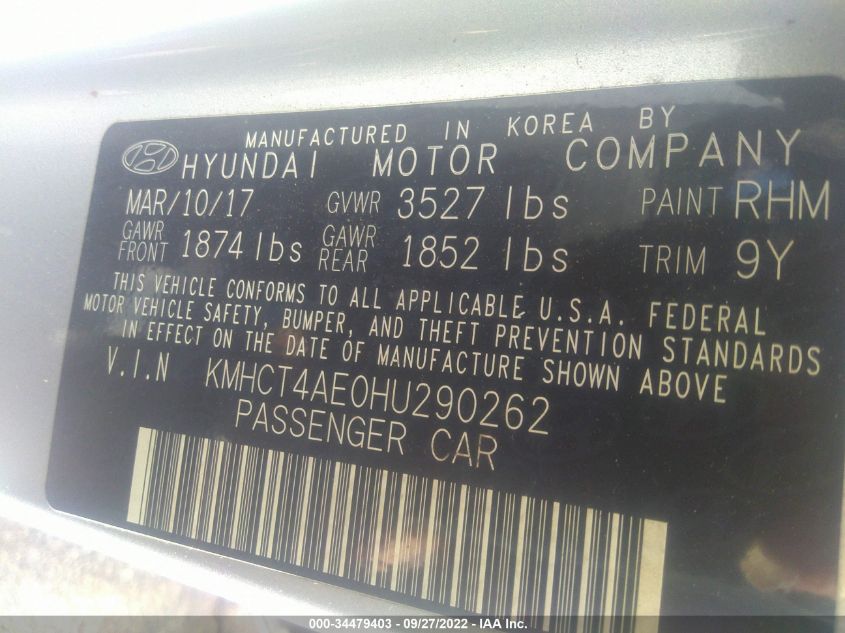 MANUFACTURED IN KOREA BY
HYUNDAI MOTOR COMPANY
MAR/10/17 GVWR 3527 lbs PAINT RHM
GAWR FRONT 1874 lbs GAWR REAR 1852 lbs TRIM 9Y
THIS VEHICLE CONFORMS TO ALL APPLICABLE U.S.A. FEDERAL
MOTOR VEHICLE SAFETY, BUMPER, AND THEFT PREVENTION STANDARDS
IN EFFECT ON THE DATE OF MANUFACTURE SHOWN ABOVE
V.I.N KMHCT4AE0HU290262
PASSENGER CAR
000-34479403 - 09/27/2022 - IAA Inc.